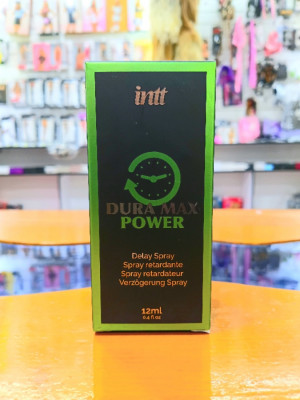 intt
DURA MAX
POWER
Delay Spray
Spray retardante
Spray retardateur
Verzögerung Spray
12ml
0.4 fl oz